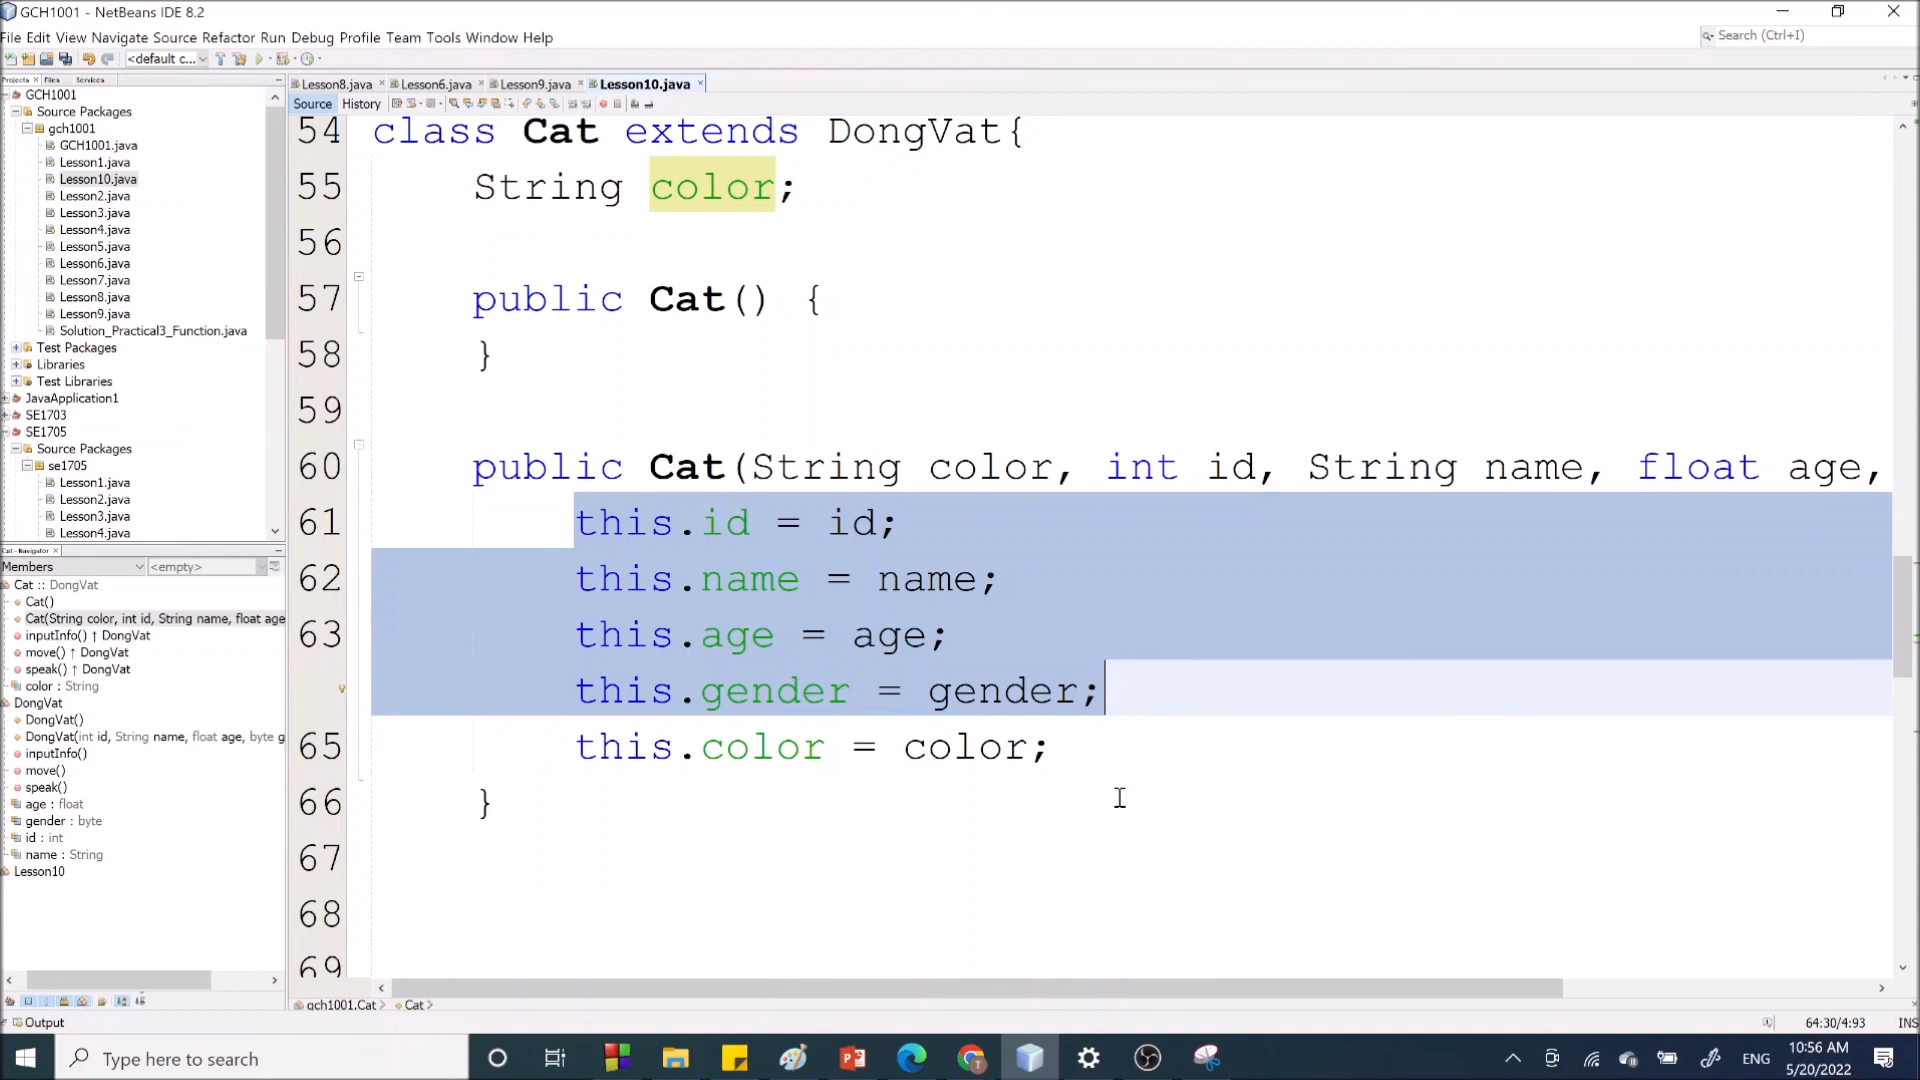 GCH1001 - NetBeans IDE 8.2
File Edit View Navigate Source Refactor Run Debug Profile Team Tools Window Help
Search (Ctrl+I)
<default c...
Projects Files Services
Lesson8.java Lesson6.java Lesson9.java Lesson10.java
Source History
GCH1001
Source Packages
gch1001
GCH1001.java
Lesson1.java
Lesson10.java
Lesson2.java
Lesson3.java
Lesson4.java
Lesson5.java
Lesson6.java
Lesson7.java
Lesson8.java
Lesson9.java
Solution_Practical3_Function.java
Test Packages
Libraries
Test Libraries
JavaApplication1
SE1703
SE1705
Source Packages
se1705
Lesson1.java
Lesson2.java
Lesson3.java
Lesson4.java
Cat - Navigator
Members <empty>
Cat :: DongVat
Cat()
Cat(String color, int id, String name, float age
inputInfo() ↑ DongVat
move() ↑ DongVat
speak() ↑ DongVat
color : String
DongVat
DongVat()
DongVat(int id, String name, float age, byte g
inputInfo()
move()
speak()
age : float
gender : byte
id : int
name : String
Lesson10
54 class Cat extends DongVat{
55 String color;
56
57 public Cat() {
58 }
59
60 public Cat(String color, int id, String name, float age,
61 this.id = id;
62 this.name = name;
63 this.age = age;
this.gender = gender;
65 this.color = color;
66 }
67
68
69
gch1001.Cat Cat
Output
64:30/4:93 INS
Type here to search
ENG
10:56 AM
5/20/2022